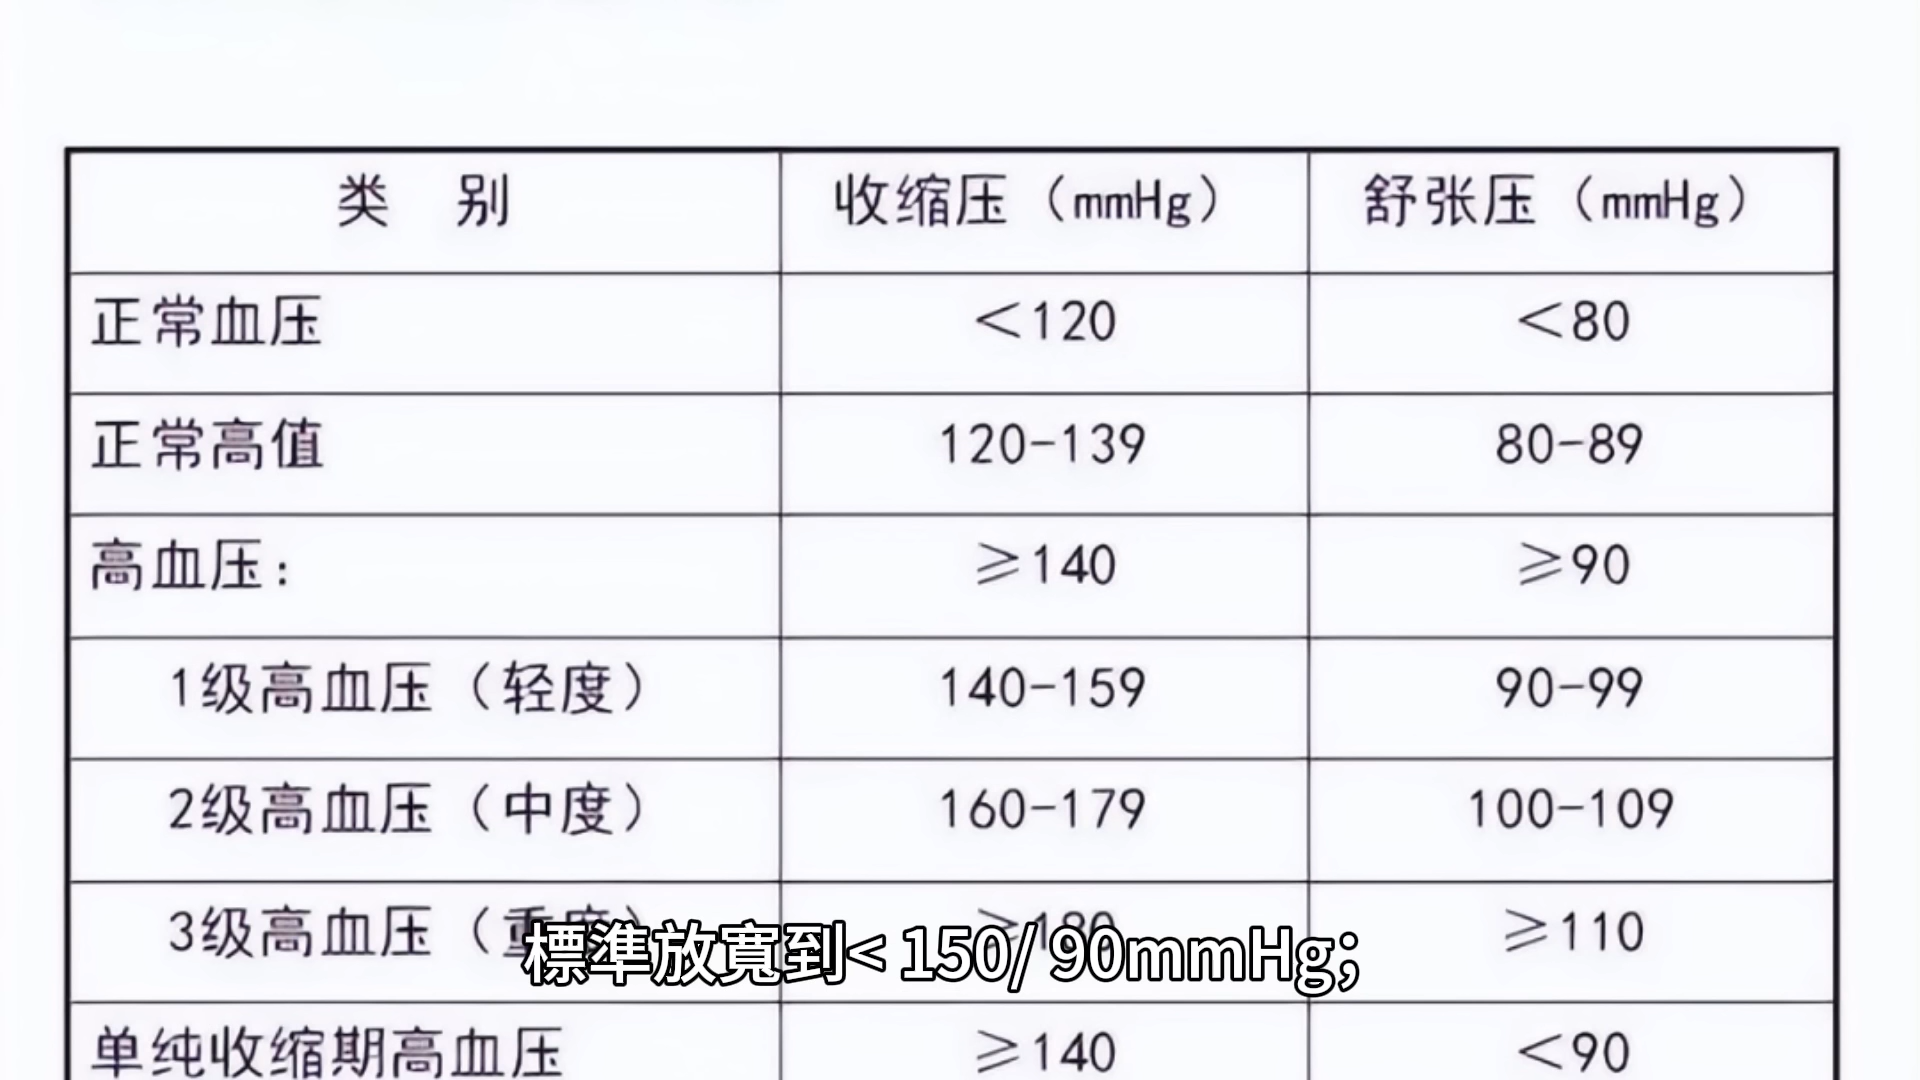 类 别 收缩压（mmHg） 舒张压（mmHg）
正常血压 ＜120 ＜80
正常高值 120-139 80-89
高血压： ≥140 ≥90
1级高血压（轻度） 140-159 90-99
2级高血压（中度） 160-179 100-109
3级高血压（重度） ≥180 ≥110
標準放寬到< 150/ 90mmHg;
单纯收缩期高血压 ≥140 ＜90